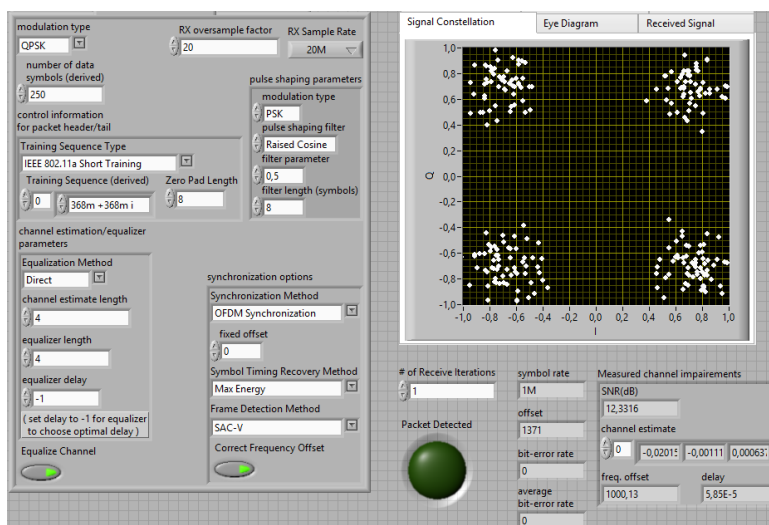 modulation type
QPSK
RX oversample factor
20
RX Sample Rate
20M
number of data
symbols (derived)
250
control information
for packet header/tail
Training Sequence Type
IEEE 802.11a Short Training
Training Sequence (derived)
0
368m +368m i
Zero Pad Length
8
pulse shaping parameters
modulation type
PSK
pulse shaping filter
Raised Cosine
filter parameter
0,5
filter length (symbols)
8
channel estimation/equalizer
parameters
Equalization Method
Direct
channel estimate length
4
equalizer length
4
equalizer delay
-1
( set delay to -1 for equalizer
to choose optimal delay )
Equalize Channel
synchronization options
Synchronization Method
OFDM Synchronization
fixed offset
0
Symbol Timing Recovery Method
Max Energy
Frame Detection Method
SAC-V
Correct Frequency Offset
Signal Constellation
Eye Diagram
Received Signal
1,0
0,8
0,6
0,4
0,2
0,0
-0,2
-0,4
-0,6
-0,8
-1,0
Q
-1,0 -0,8 -0,6 -0,4 -0,2 0,0 0,2 0,4 0,6 0,8 1,0
I
# of Receive Iterations
1
Packet Detected
symbol rate
1M
offset
1371
bit-error rate
0
average
bit-error rate
0
Measured channel impairements
SNR(dB)
12,3316
channel estimate
0
-0,00111
freq. offset
1000,13
delay
5,85E-5